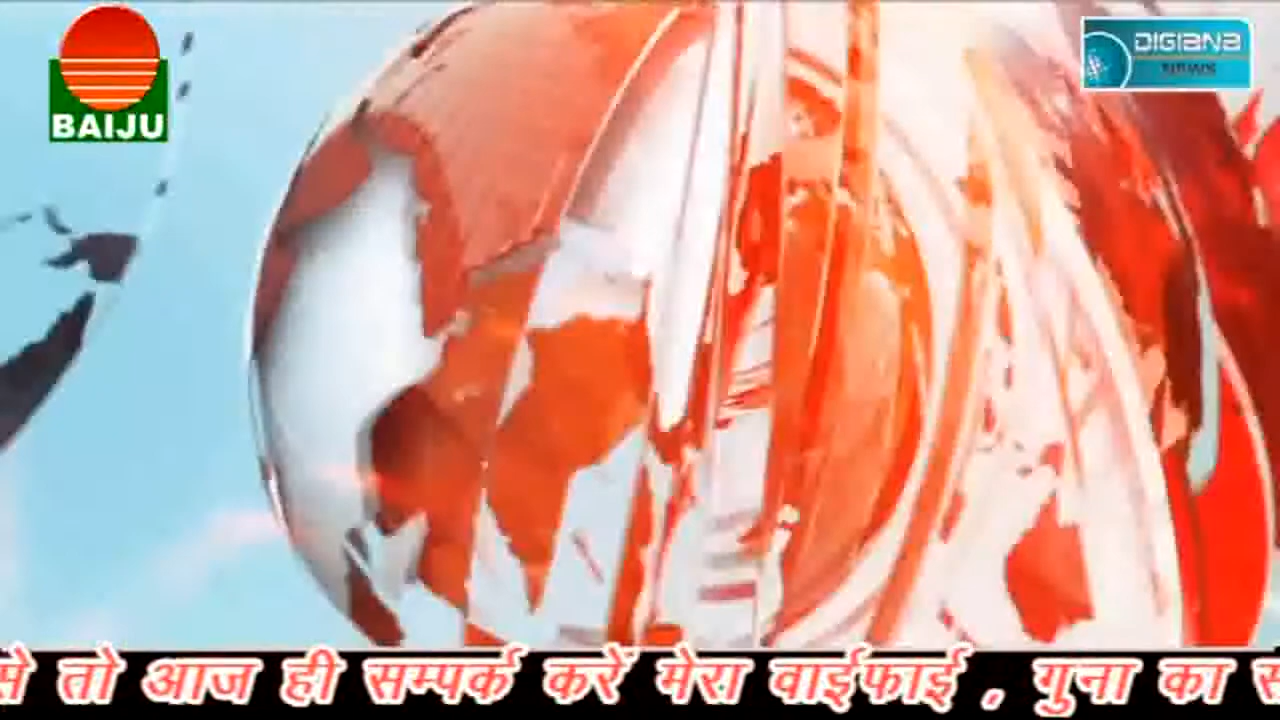 BAIJU
DIGIANA
NEWS
से तो आज ही सम्पर्क करें मेरा वाईफाई , गुना का